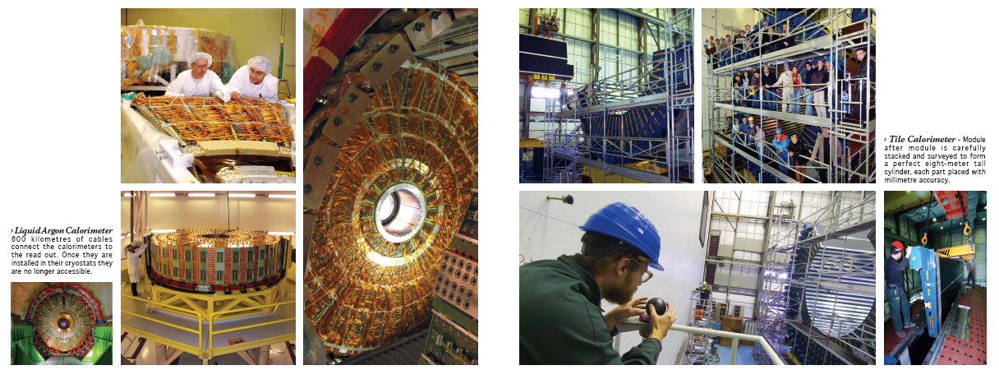 › Liquid Argon Calorimeter
600 kilometres of cables
connect the calorimeters to
the read out. Once they are
installed in their cryostats they
are no longer accessible.
› Tile Calorimeter - Module
after module is carefully
stacked and surveyed to form
a perfect eight-meter tall
cylinder, each part placed with
millimetre accuracy.